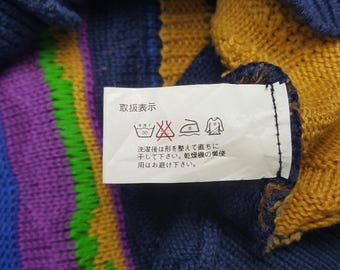 取扱表示
洗濯後は形を整えて直ちに
干して下さい。乾燥機の御使
用はお避け下さい。